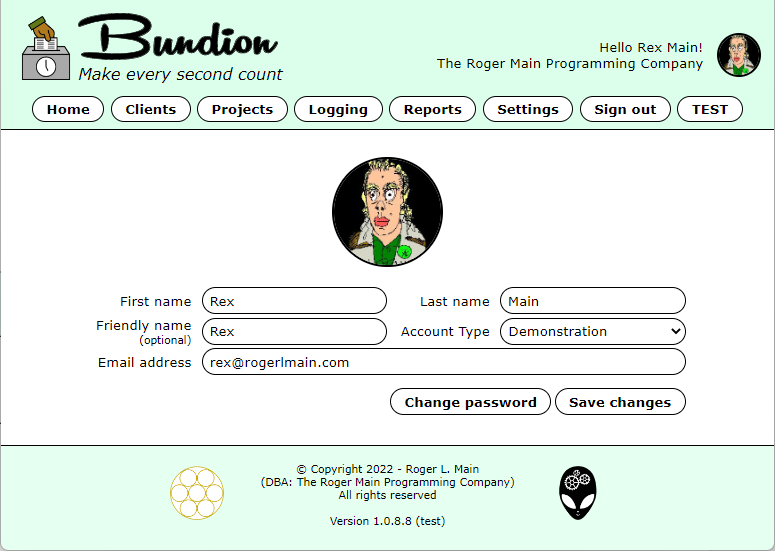 Bundion
Make every second count
Hello Rex Main!
The Roger Main Programming Company
Home Clients Projects Logging Reports Settings Sign out TEST
First name Rex Last name Main
Friendly name (optional) Rex Account Type Demonstration
Email address rex@rogerlmain.com
Change password Save changes
© Copyright 2022 - Roger L. Main
(DBA: The Roger Main Programming Company)
All rights reserved
Version 1.0.8.8 (test)